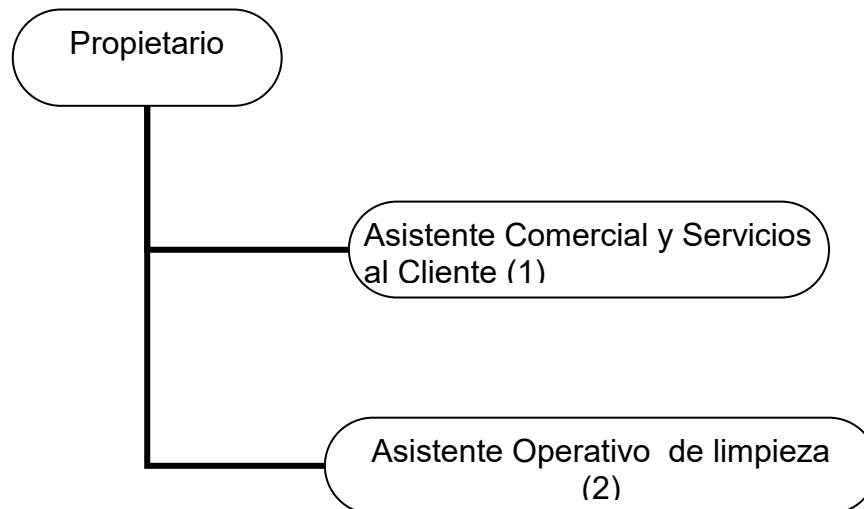 Propietario
Asistente Comercial y Servicios
al Cliente (1)
Asistente Operativo  de limpieza
(2)